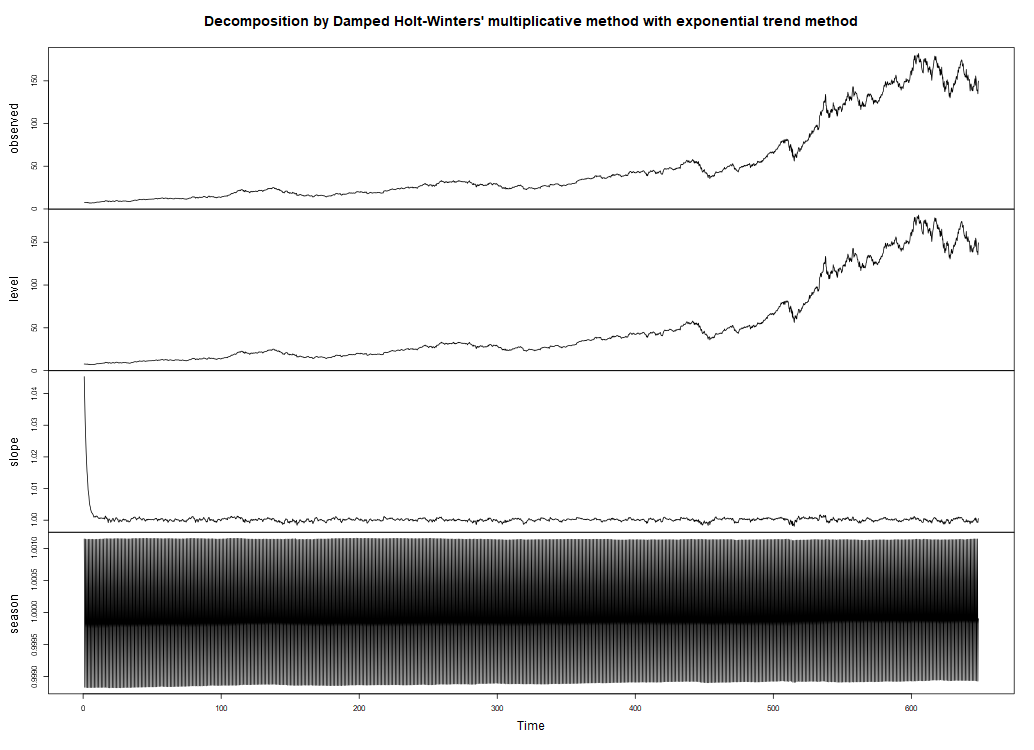 Decomposition by Damped Holt-Winters' multiplicative method with exponential trend method
observed
0 50 100 150
level
0 50 100 150
slope
1.00 1.01 1.02 1.03 1.04
season
0.9990 0.9995 1.0000 1.0005 1.0010
0 100 200 300 400 500 600
Time